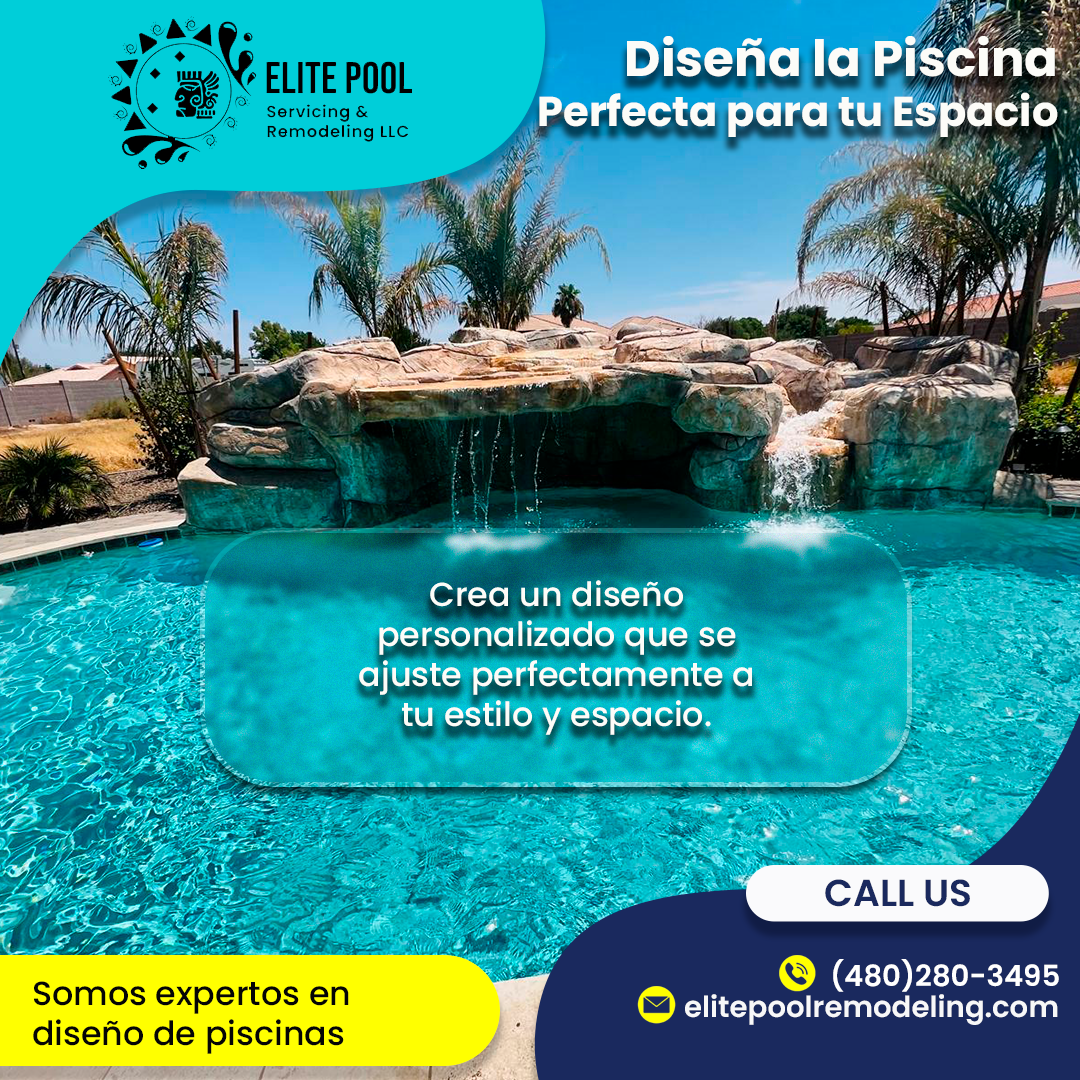 ELITE POOL
Servicing &
Remodeling LLC
Diseña la Piscina
Perfecta para tu Espacio
Crea un diseño
personalizado que se
ajuste perfectamente a
tu estilo y espacio.
CALL US
(480)280-3495
elitepoolremodeling.com
Somos expertos en
diseño de piscinas